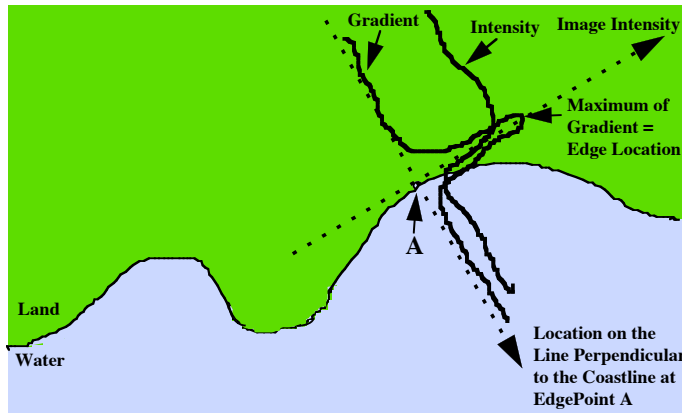 Gradient
Intensity
Image Intensity
Maximum of
Gradient =
Edge Location
A
Land
Water
Location on the
Line Perpendicular
to the Coastline at
EdgePoint A